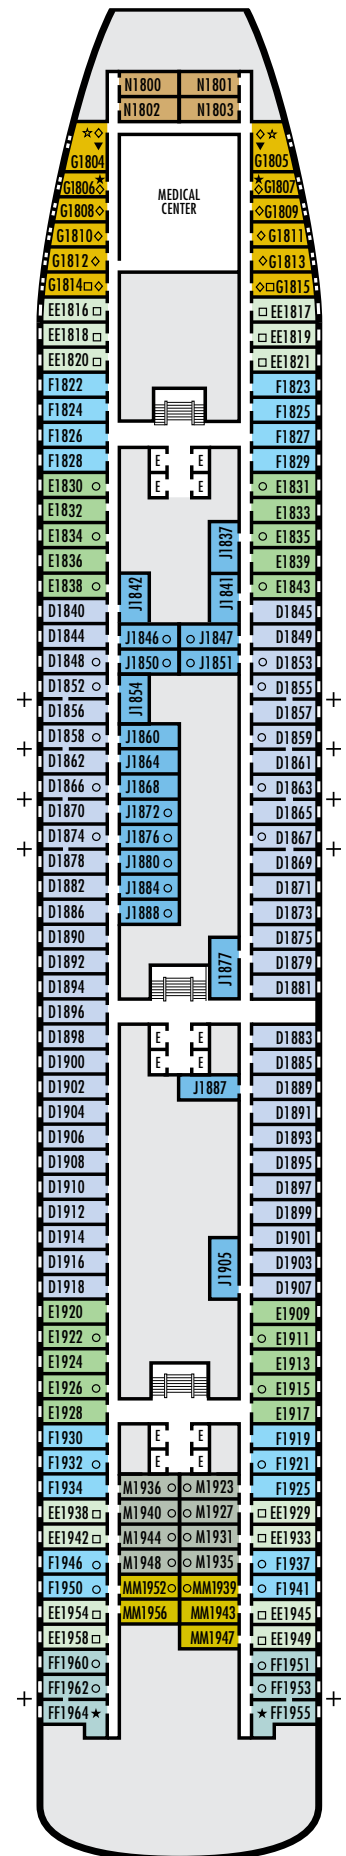 N1800 N1801
N1802 N1803
G1804 G1805
MEDICAL
CENTER
G1806 G1807
G1808 G1809
G1810 G1811
G1812 G1813
G1814 G1815
EE1816 EE1817
EE1818 EE1819
EE1820 EE1821
F1822 F1823
F1824 F1825
F1826 F1827
F1828 E E F1829
E1830 E E E1831
E1832 E1833
E1834 J1837 E1835
E1836 E1839
E1838 J1842 J1841 E1843
D1840 D1845
D1844 J1846 J1847 D1849
D1848 J1850 J1851 D1853
D1852 J1854 D1855
D1856 D1857
D1858 J1860 D1859
D1862 J1864 D1861
D1866 J1868 D1863
D1870 J1872 D1865
D1874 J1876 D1867
D1878 J1880 D1869
D1882 J1884 D1871
D1886 J1888 D1873
D1890 D1875
D1892 J1877 D1879
D1894 D1881
D1896
D1898 E E D1883
D1900 E E D1885
D1902 J1887 D1889
D1904 D1891
D1906 D1893
D1908 D1895
D1910 D1897
D1912 D1899
D1914 D1901
D1916 J1905 D1903
D1918 D1907
E1920 E1909
E1922 E1911
E1924 E1913
E1926 E1915
E1928 E1917
F1930 E E F1919
F1932 E E F1921
F1934 M1936 M1923 F1925
EE1938 M1940 M1927 EE1929
EE1942 M1944 M1931 EE1933
F1946 M1948 M1935 F1937
F1950 MM1952 MM1939 F1941
EE1954 MM1956 MM1943 EE1945
EE1958 MM1947 EE1949
FF1960 FF1951
FF1962 FF1953
FF1964 FF1955